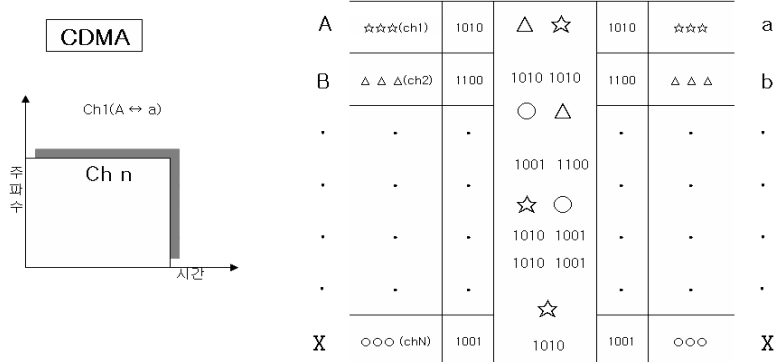 CDMA
Ch1(A ↔ a)
Ch n
주파수
시간
A ☆☆☆(ch1) 1010 △ ☆ 1010 ☆☆☆ a
B △ △ △(ch2) 1100 1010 1010 1100 △ △ △ b
○ △
1001 1100
☆ ○
1010 1001
1010 1001
☆
X ○○○ (chN) 1001 1010 1001 ○○○ X